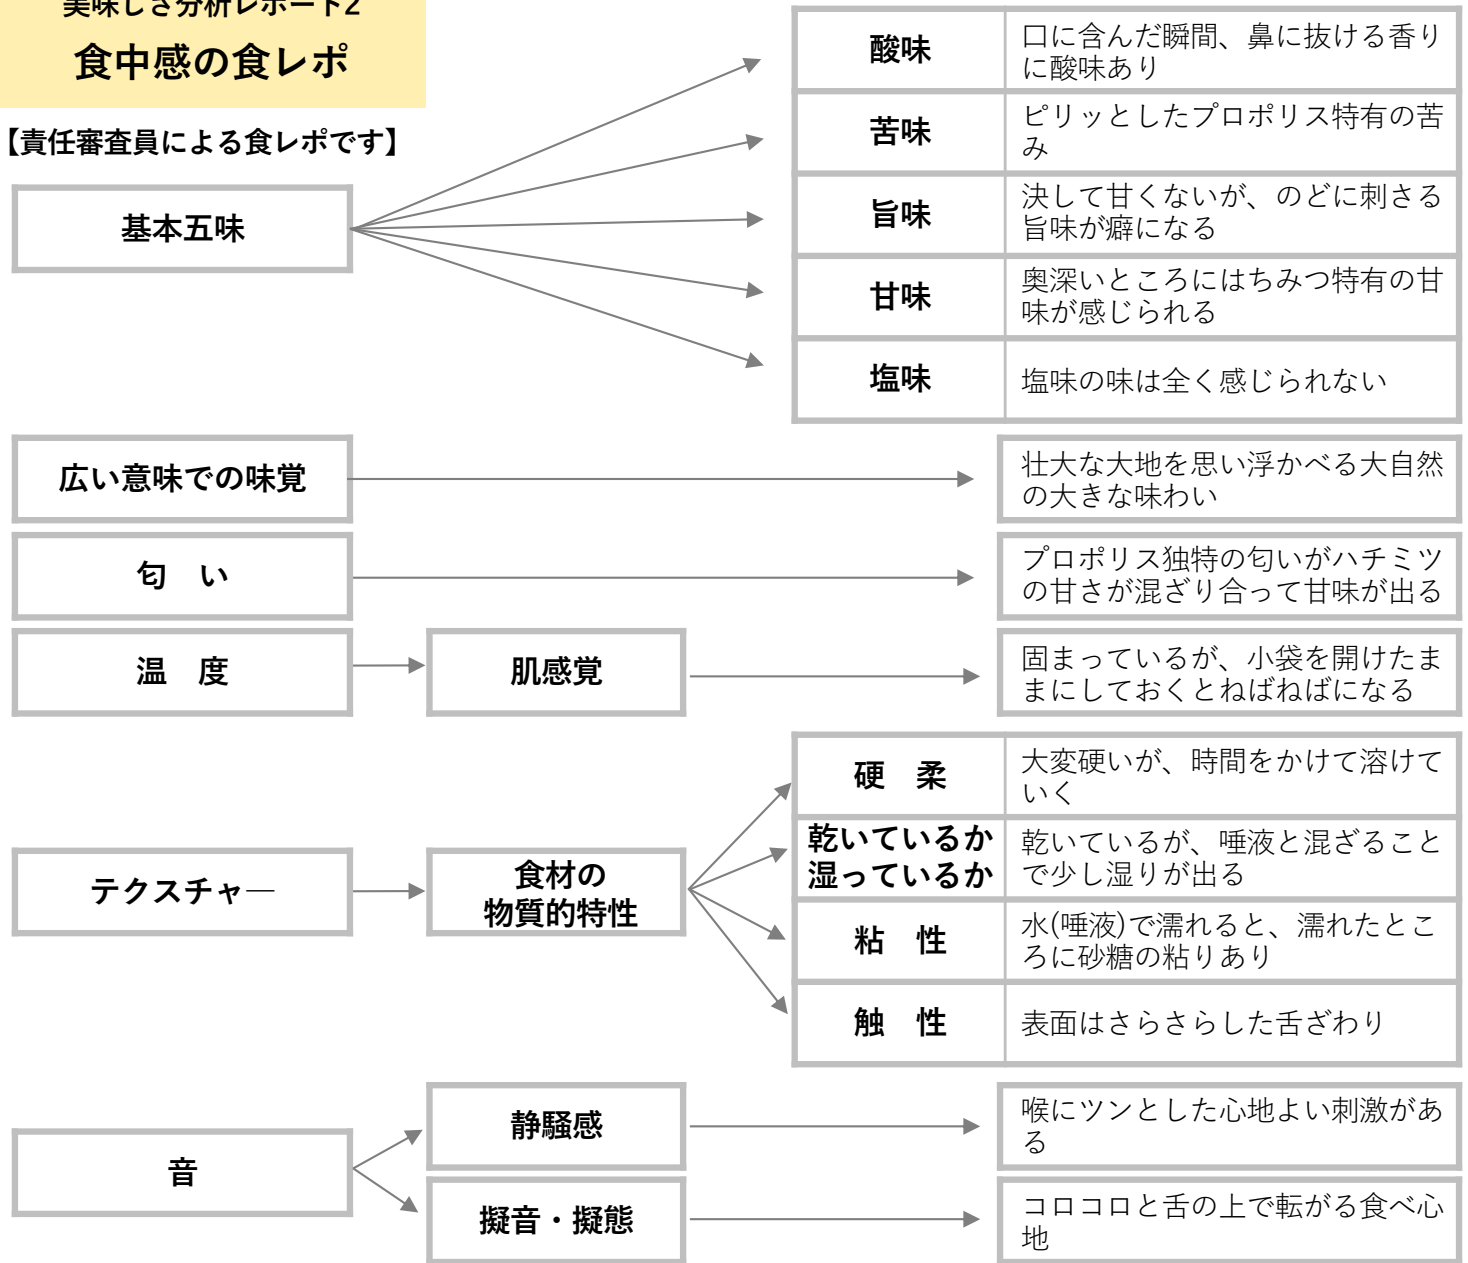 美味しさ分析レポート2
食中感の食レポ
【責任審査員による食レポです】
基本五味
酸味
口に含んだ瞬間、鼻に抜ける香り
に酸味あり
苦味
ピリッとしたプロポリス特有の苦
み
旨味
決して甘くないが、のどに刺さる
旨味が癖になる
甘味
奥深いところにはちみつ特有の甘
味が感じられる
塩味
塩味の味は全く感じられない
広い意味での味覚
壮大な大地を思い浮かべる大自然
の大きな味わい
匂　い
プロポリス独特の匂いがハチミツ
の甘さが混ざり合って甘味が出る
温　度
肌感覚
固まっているが、小袋を開けたま
まにしておくとねばねばになる
テクスチャ―
食材の
物質的特性
硬　柔
大変硬いが、時間をかけて溶けて
いく
乾いているか
湿っているか
乾いているが、唾液と混ざること
で少し湿りが出る
粘　性
水(唾液)で濡れると、濡れたとこ
ろに砂糖の粘りあり
触　性
表面はさらさらした舌ざわり
音
静騒感
喉にツンとした心地よい刺激があ
る
擬音・擬態
コロコロと舌の上で転がる食べ心
地